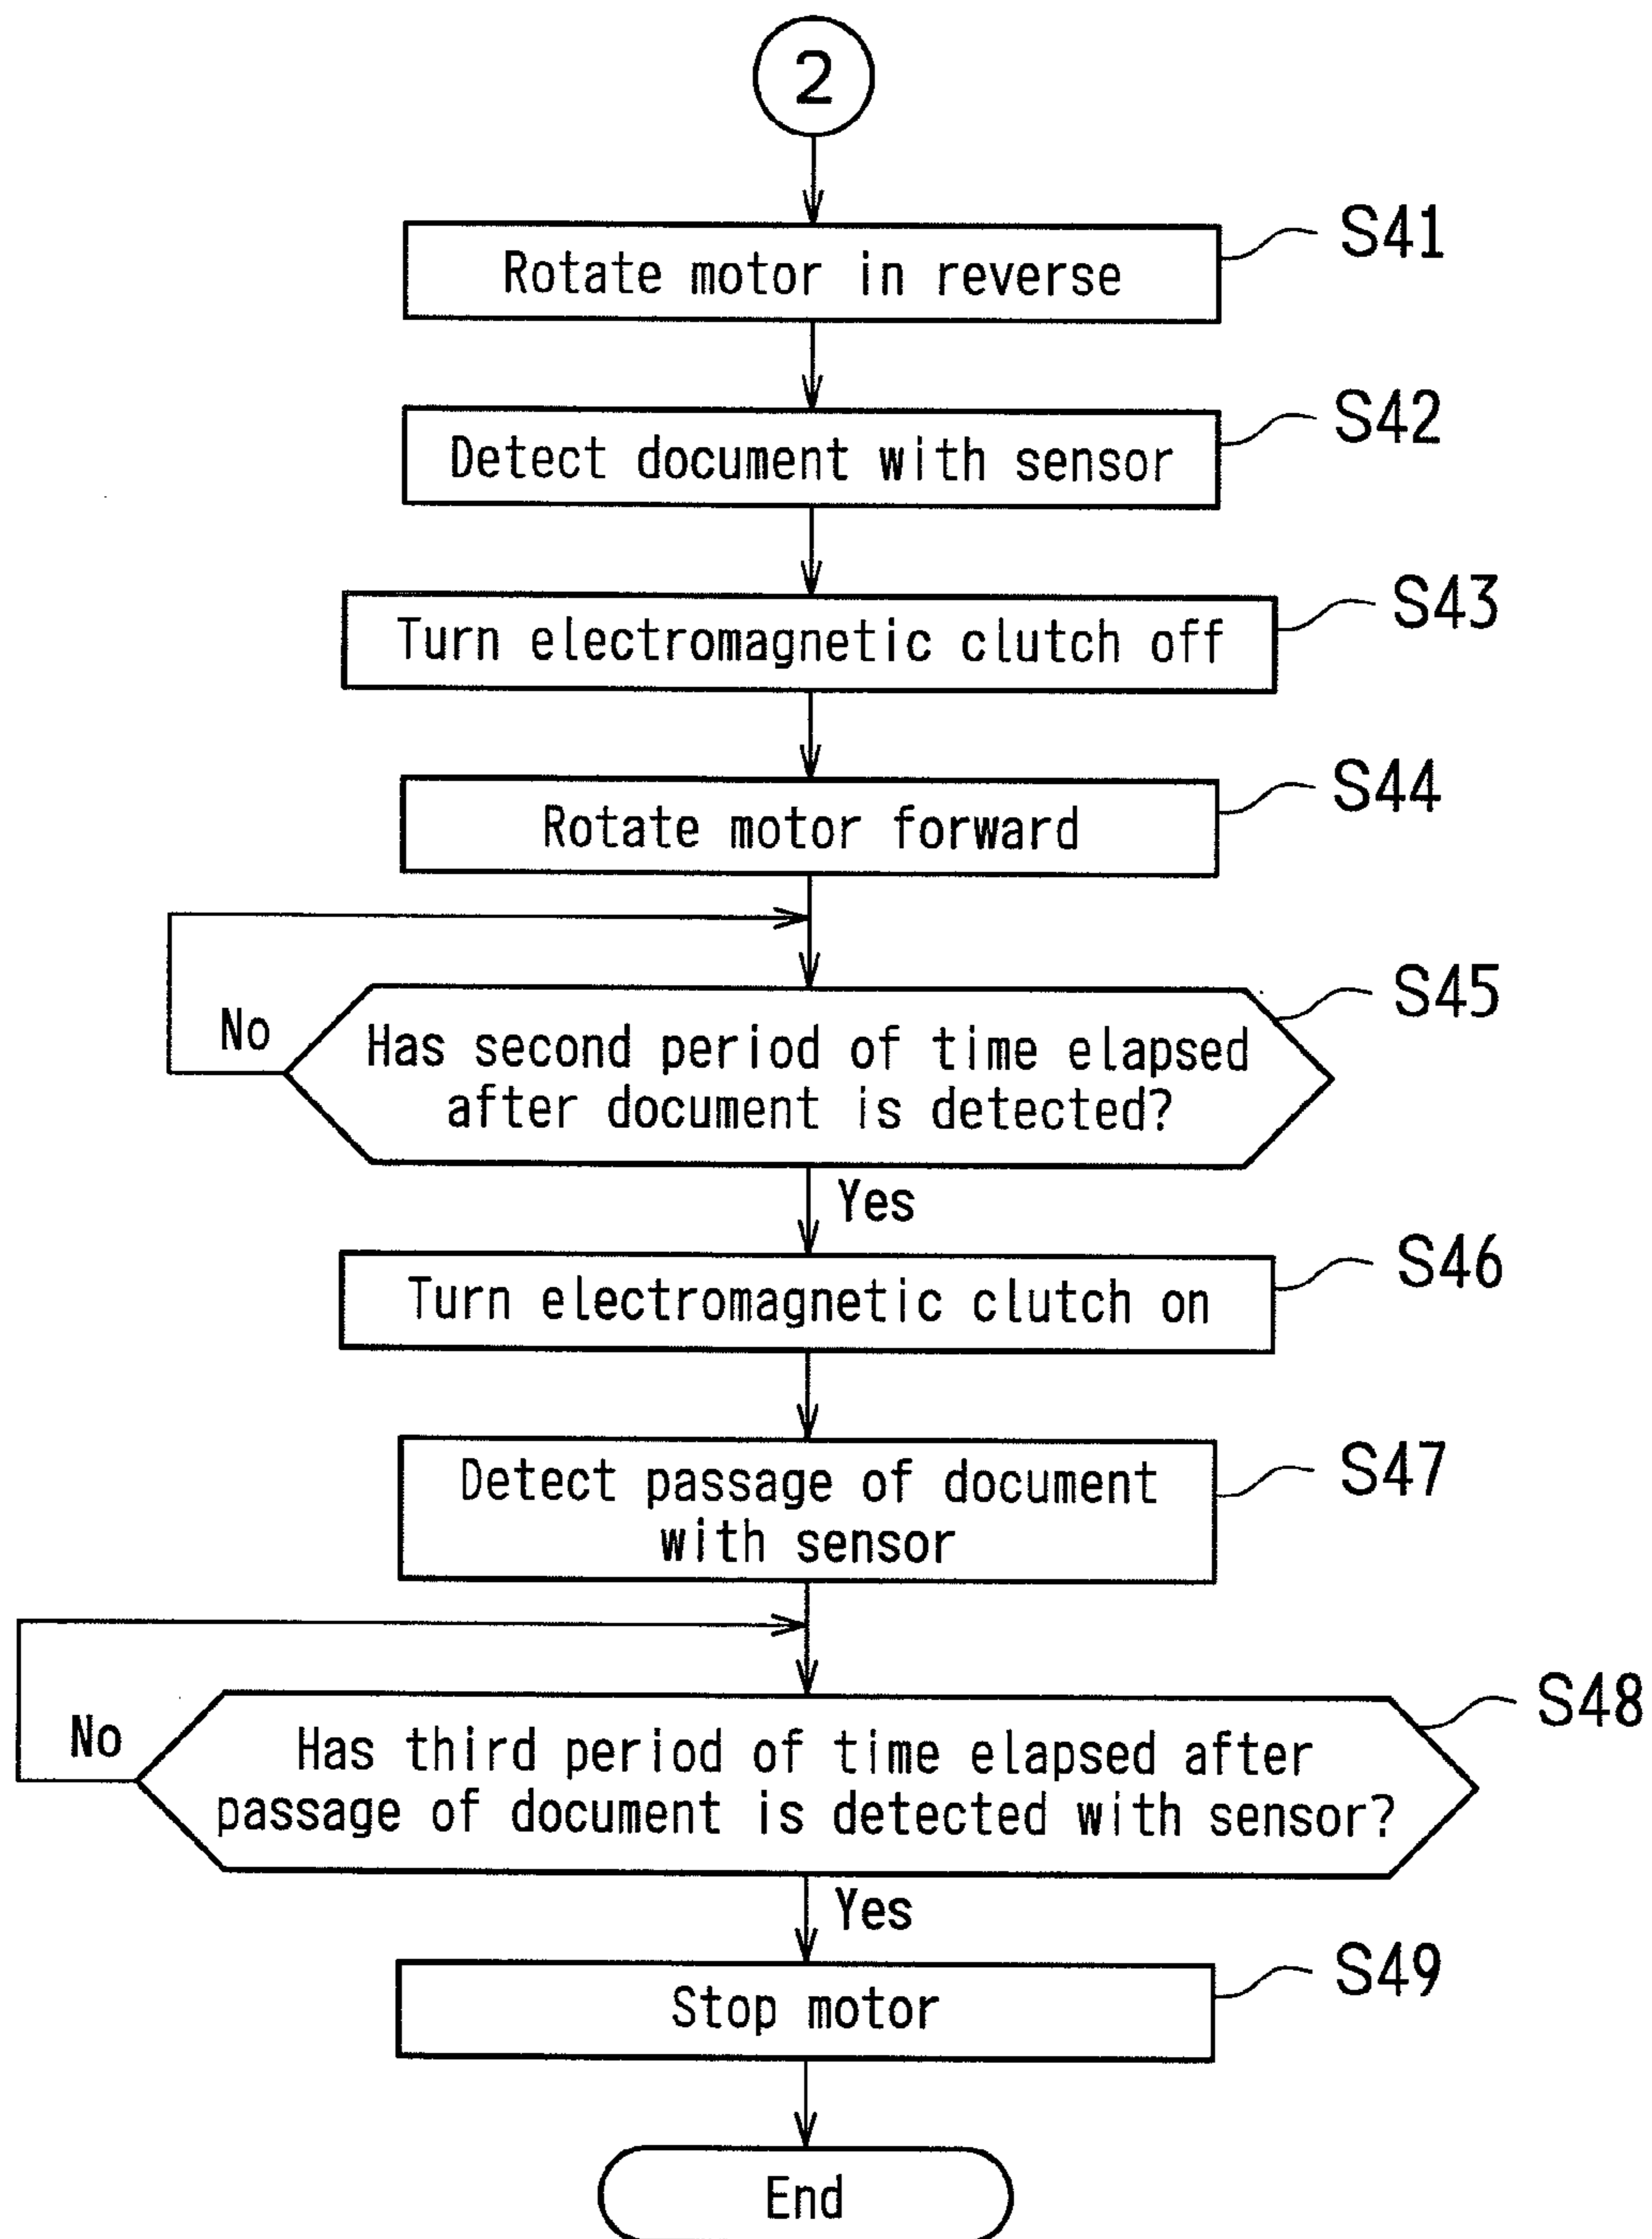 2
Rotate motor in reverse
S41
Detect document with sensor
S42
Turn electromagnetic clutch off
S43
Rotate motor forward
S44
No
Has second period of time elapsed
after document is detected?
S45
Yes
Turn electromagnetic clutch on
S46
Detect passage of document
with sensor
S47
No
Has third period of time elapsed after
passage of document is detected with sensor?
S48
Yes
Stop motor
S49
End